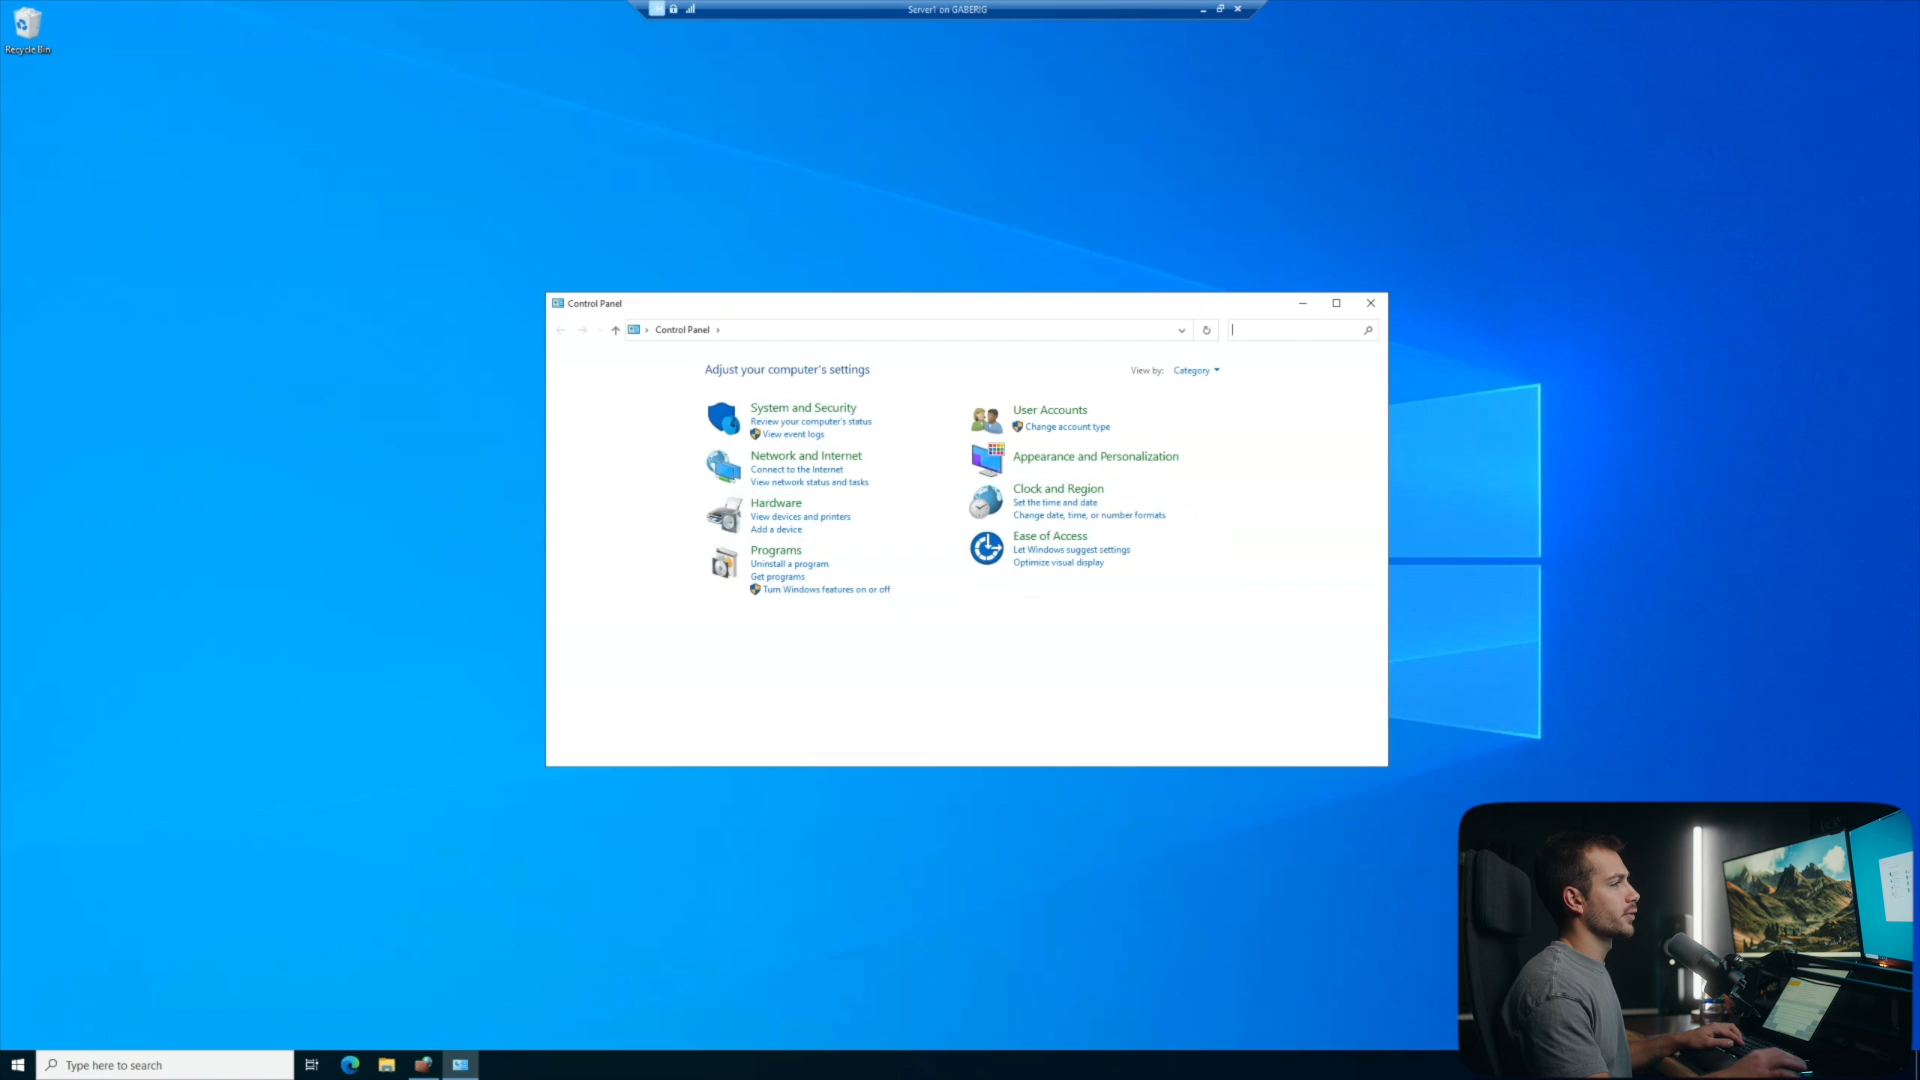 Server1 on GABERIG
Recycle Bin
Control Panel
Control Panel
Adjust your computer's settings
View by: Category
System and Security
Review your computer's status
View event logs
Network and Internet
Connect to the Internet
View network status and tasks
Hardware
View devices and printers
Add a device
Programs
Uninstall a program
Get programs
Turn Windows features on or off
User Accounts
Change account type
Appearance and Personalization
Clock and Region
Set the time and date
Change date, time, or number formats
Ease of Access
Let Windows suggest settings
Optimize visual display
Type here to search